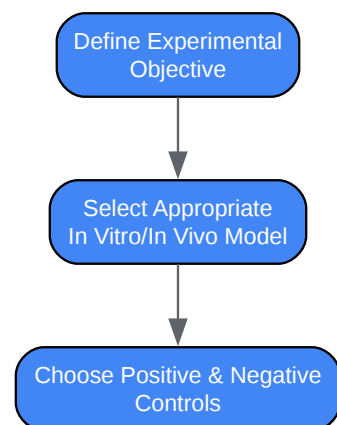 Define Experimental
Objective
Select Appropriate
In Vitro/In Vivo Model
Choose Positive & Negative
Controls